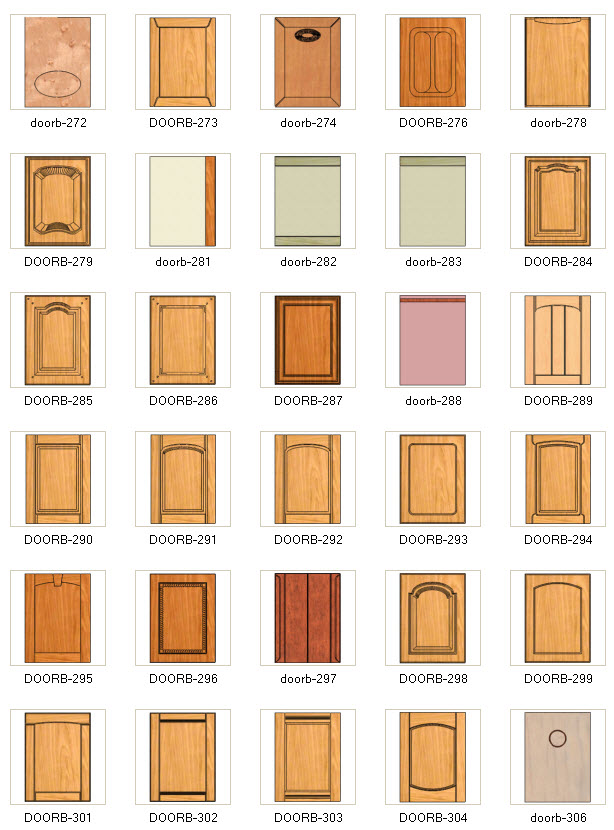 doorb-272 DOORB-273 doorb-274 DOORB-276 doorb-278
DOORB-279 doorb-281 doorb-282 doorb-283 DOORB-284
DOORB-285 DOORB-286 DOORB-287 doorb-288 DOORB-289
DOORB-290 DOORB-291 DOORB-292 DOORB-293 DOORB-294
DOORB-295 DOORB-296 doorb-297 DOORB-298 DOORB-299
DOORB-301 DOORB-302 DOORB-303 DOORB-304 doorb-306